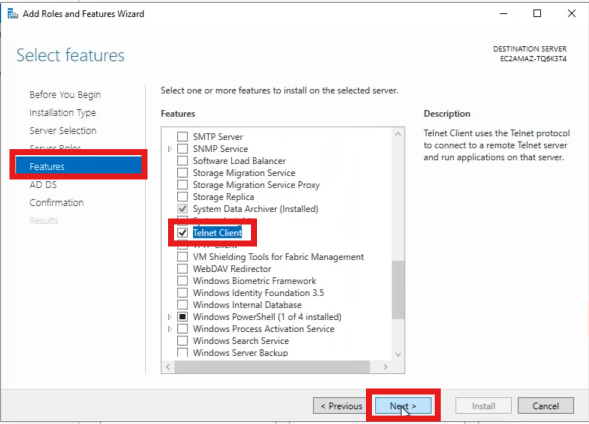 Add Roles and Features Wizard
Select features
DESTINATION SERVER
EC2AMAZ-TQ6K3T4
Before You Begin
Installation Type
Server Selection
Server Roles
Features
AD DS
Confirmation
Results
Select one or more features to install on the selected server.
Features
SMTP Server
SNMP Service
Software Load Balancer
Storage Migration Service
Storage Migration Service Proxy
Storage Replica
System Data Archiver (Installed)
Telnet Client
VM Shielding Tools for Fabric Management
WebDAV Redirector
Windows Biometric Framework
Windows Identity Foundation 3.5
Windows Internal Database
Windows PowerShell (1 of 4 installed)
Windows Process Activation Service
Windows Search Service
Windows Server Backup
Description
Telnet Client uses the Telnet protocol
to connect to a remote Telnet server
and run applications on that server.
< Previous
Next >
Install
Cancel